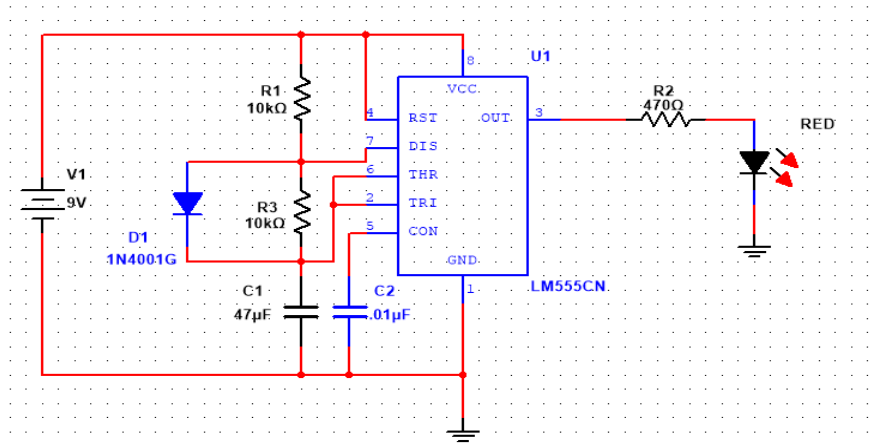 U1
8
VCC
R1
10kΩ
R2
470Ω
RED
4
RST
OUT
3
7
DIS
V1
9V
6
THR
R3
10kΩ
2
TRI
5
CON
D1
1N4001G
GND
1
LM555CN
C1
47µF
C2
.01µF